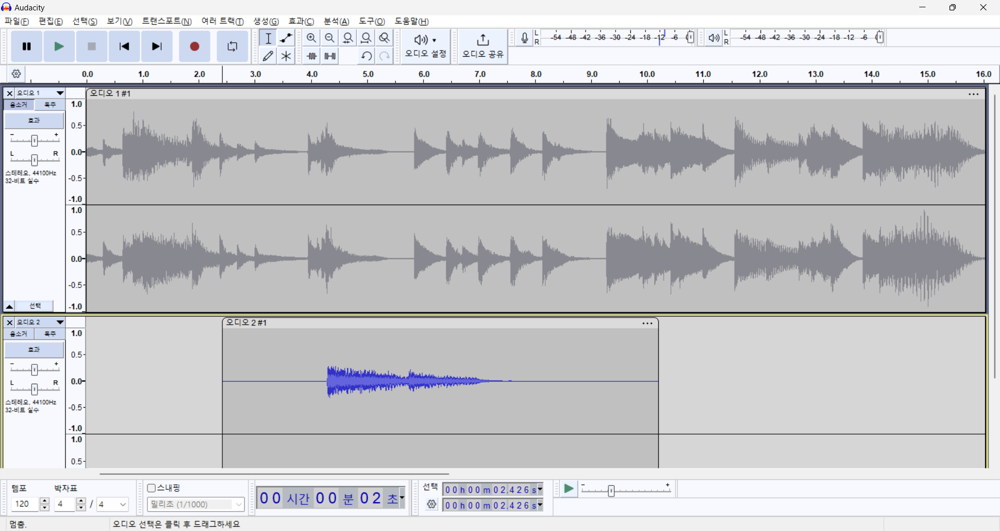 Audacity
파일(F) 편집(E) 선택(S) 보기(V) 트랜스포트(N) 여러 트랙(T) 생성(G) 효과(C) 분석(A) 도구(O) 도움말(H)
오디오 설정
오디오 공유
L
R
-54 -48 -42 -36 -30 -24 -18 -12 -6 0
L
R
-54 -48 -42 -36 -30 -24 -18 -12 -6 0
0.0 1.0 2.0 3.0 4.0 5.0 6.0 7.0 8.0 9.0 10.0 11.0 12.0 13.0 14.0 15.0 16.0
오디오 1
음소거 독주
효과
- +
L R
스테레오, 44100Hz
32-비트 실수
선택
오디오 1 #1
1.0
0.5
0.0
-0.5
-1.0
1.0
0.5
0.0
-0.5
-1.0
오디오 2
음소거 독주
효과
- +
L R
스테레오, 44100Hz
32-비트 실수
오디오 2 #1
1.0
0.5
0.0
-0.5
-1.0
1.0
0.5
템포 박자표
120 4 / 4
스내핑
밀리초 (1/1000)
00 시간 00 분 02 초
선택
00h00m02.426s
00h00m02.426s
- +
멈춤.
오디오 선택은 클릭 후 드래그하세요